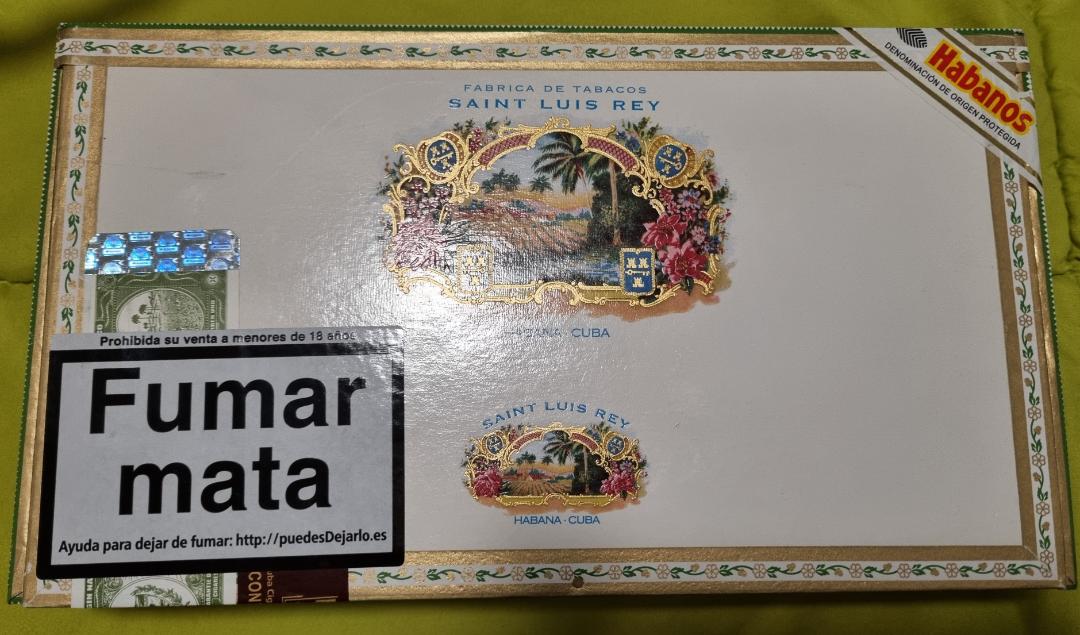 Habanos
DENOMINACIÓN DE ORIGEN PROTEGIDA
FABRICA DE TABACOS
SAINT LUIS REY
HABANA · CUBA
Prohibida su venta a menores de 18 años
Fumar
mata
Ayuda para dejar de fumar: http://puedesDejarlo.es
SAINT LUIS REY
HABANA · CUBA